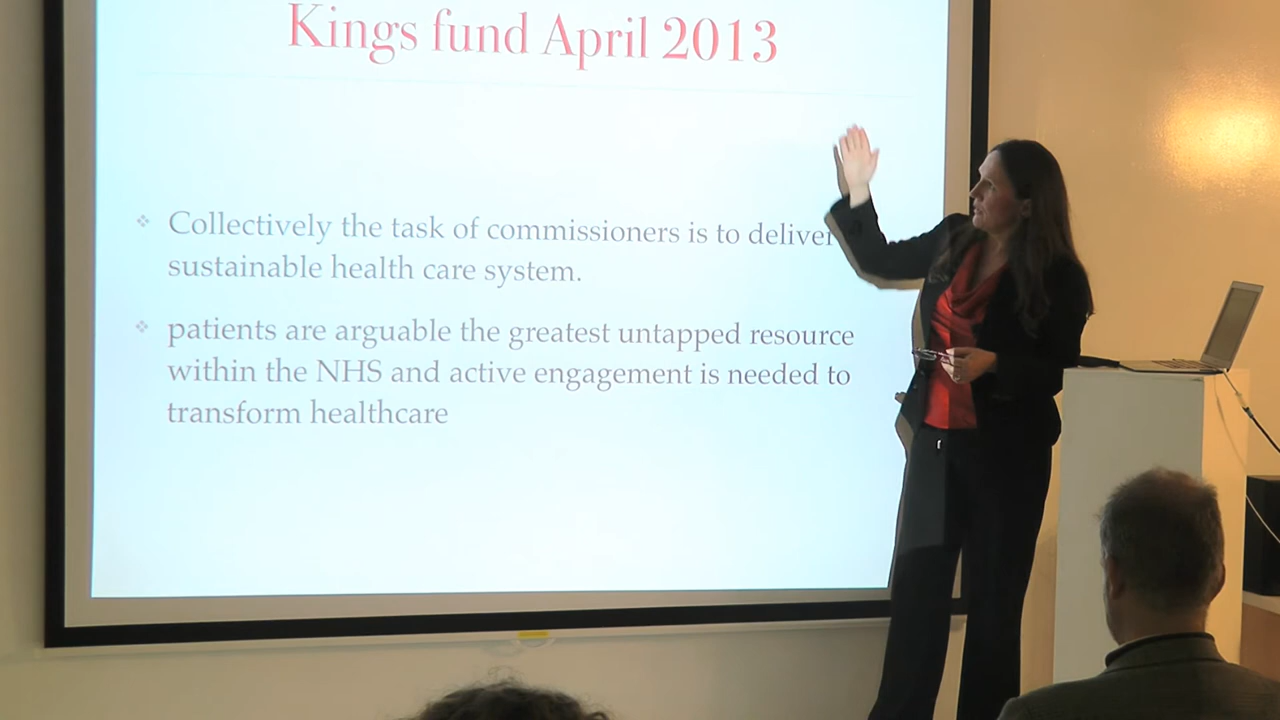 Kings fund April 2013
Collectively the task of commissioners is to deliver
sustainable health care system.
patients are arguable the greatest untapped resource
within the NHS and active engagement is needed to
transform healthcare